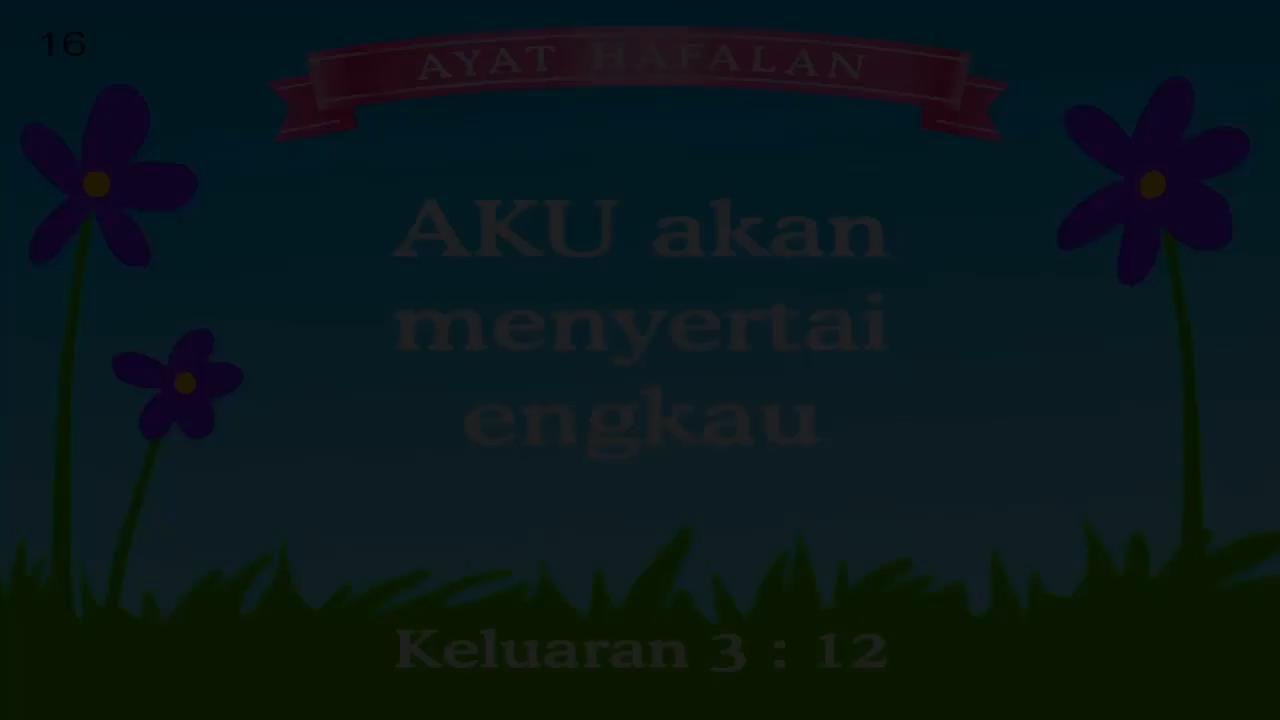 16
AYAT HAFALAN
AKU akan
menyertai
engkau
Keluaran 3 : 12